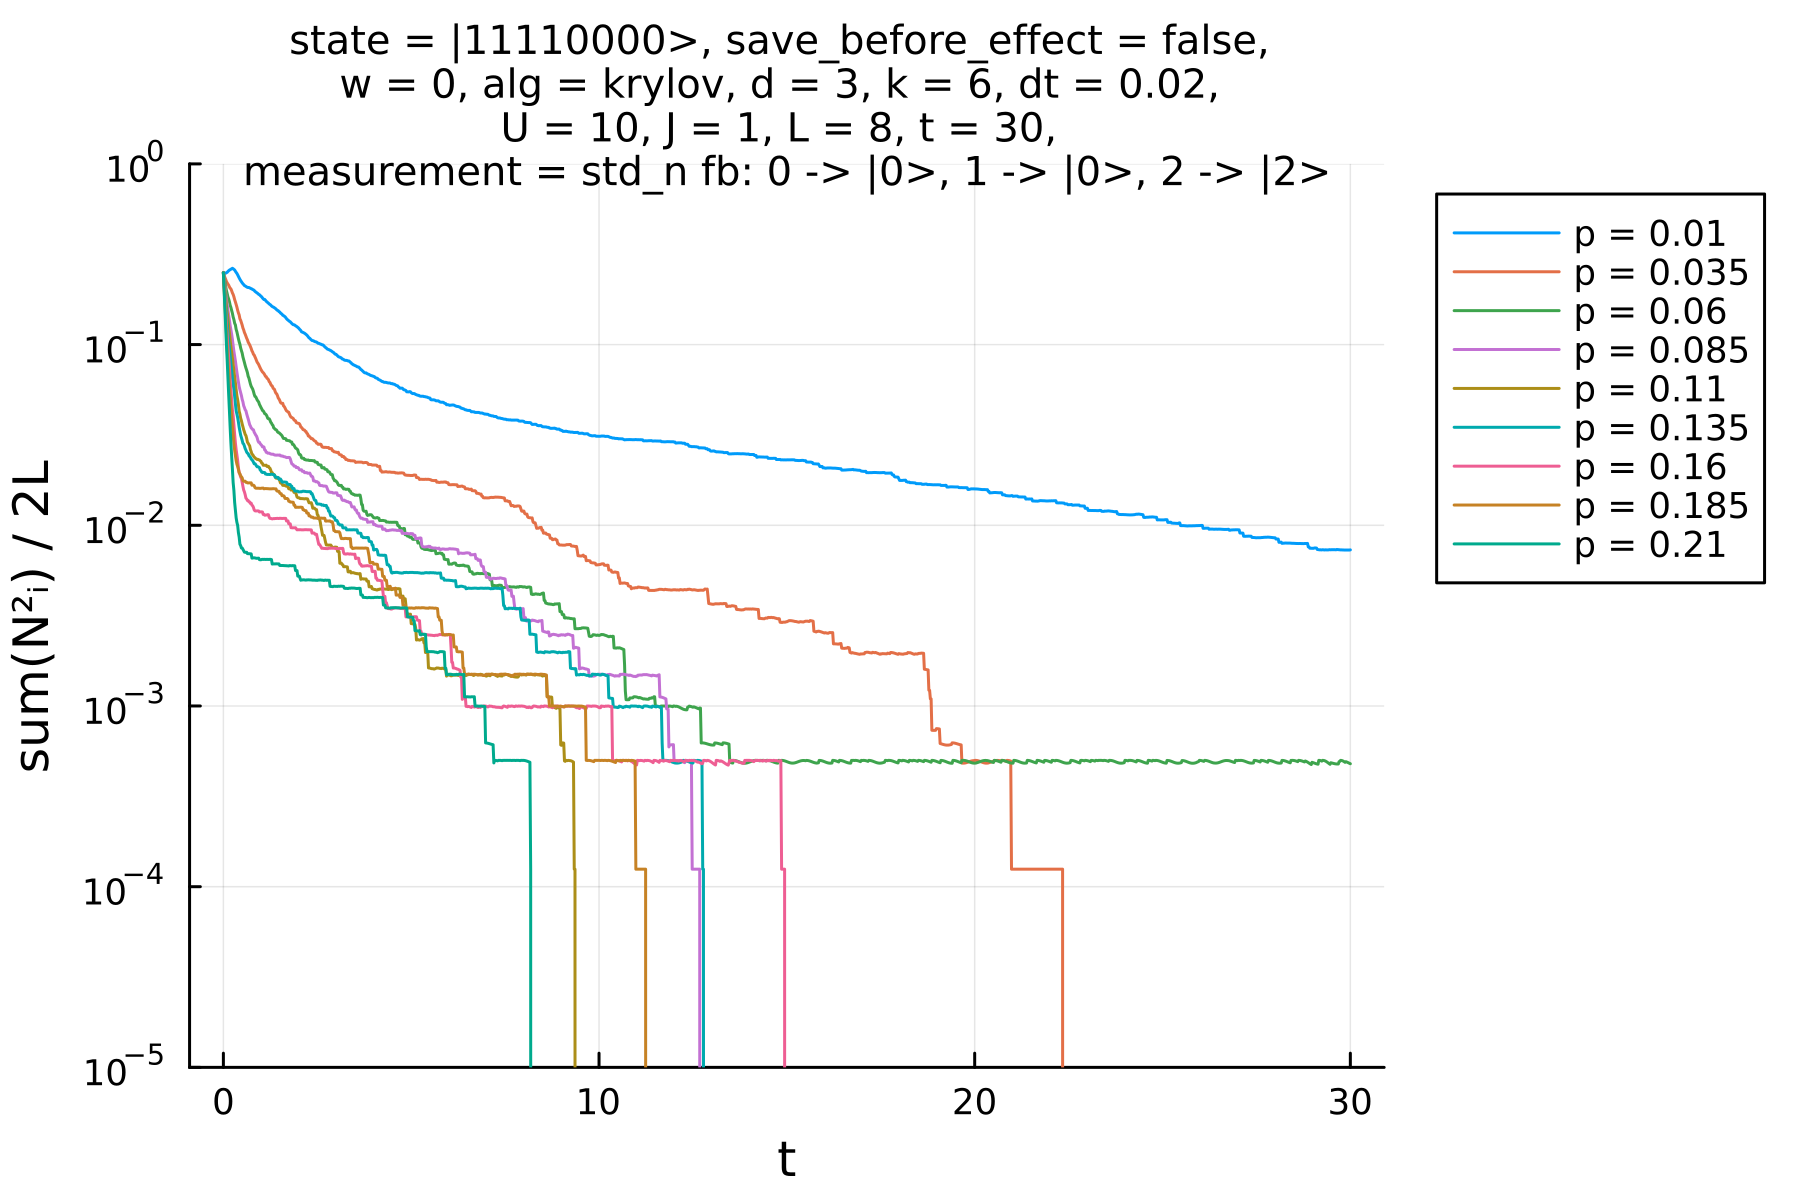 state = |11110000>, save_before_effect = false,
w = 0, alg = krylov, d = 3, k = 6, dt = 0.02,
U = 10, J = 1, L = 8, t = 30,
measurement = std_n fb: 0 -> |0>, 1 -> |0>, 2 -> |2>
10⁰
10⁻¹
10⁻²
10⁻³
10⁻⁴
10⁻⁵
sum(N²ᵢ) / 2L
0 10 20 30
t
p = 0.01
p = 0.035
p = 0.06
p = 0.085
p = 0.11
p = 0.135
p = 0.16
p = 0.185
p = 0.21